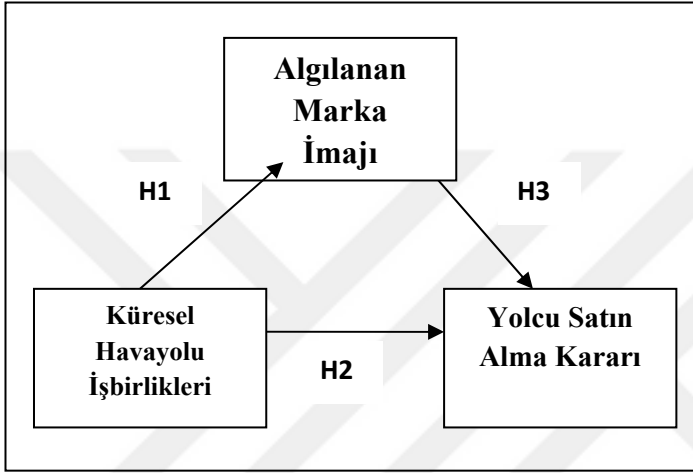 Algılanan
Marka
İmajı
H1
H3
Küresel
Havayolu
İşbirlikleri
H2
Yolcu Satın
Alma Kararı